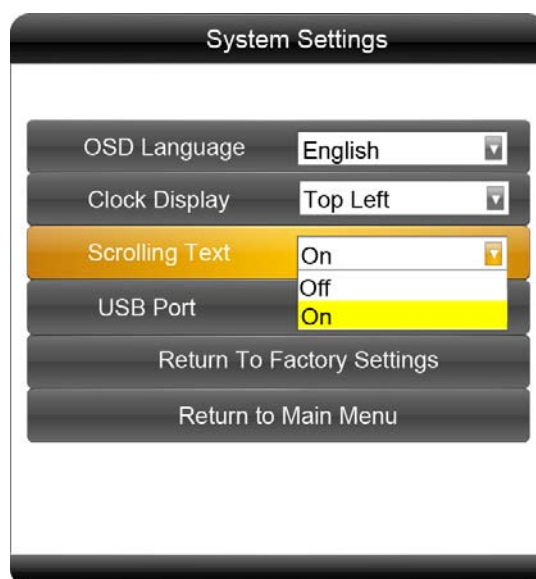 System Settings
OSD Language English
Clock Display Top Left
Scrolling Text On
Off
USB Port On
Return To Factory Settings
Return to Main Menu